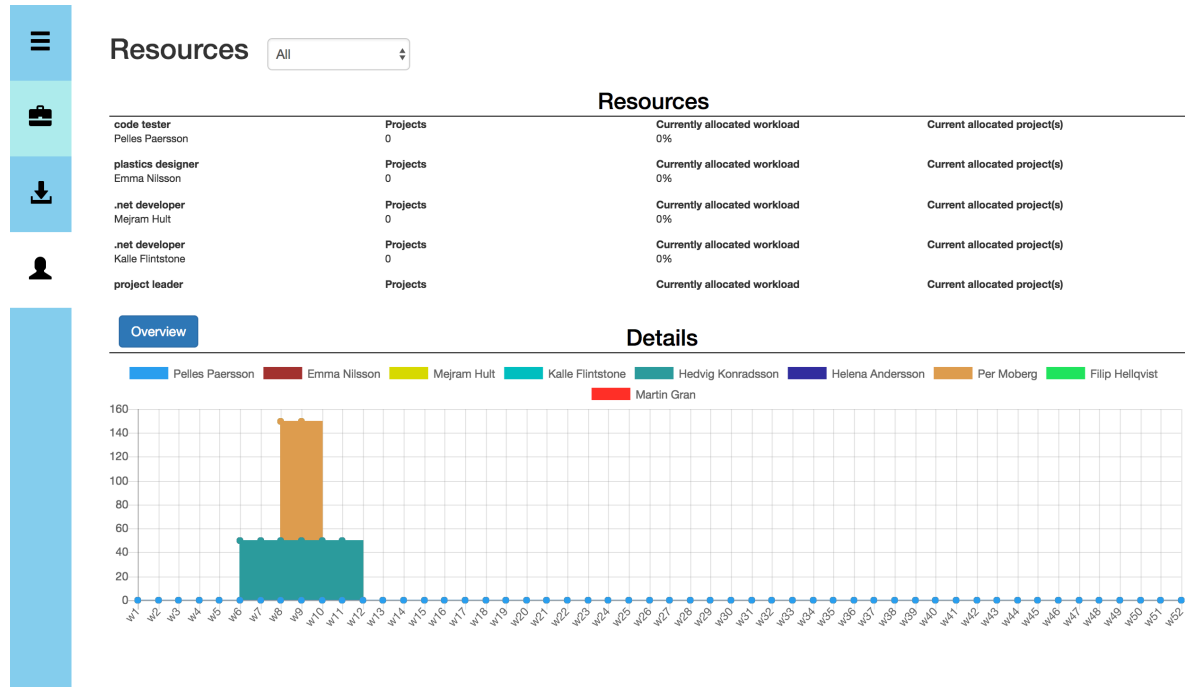 Resources All
Resources
code tester Projects Currently allocated workload Current allocated project(s)
Pelles Paersson 0 0%
plastics designer Projects Currently allocated workload Current allocated project(s)
Emma Nilsson 0 0%
.net developer Projects Currently allocated workload Current allocated project(s)
Mejram Hult 0 0%
.net developer Projects Currently allocated workload Current allocated project(s)
Kalle Flintstone 0 0%
project leader Projects Currently allocated workload Current allocated project(s)
Overview
Details
Pelles Paersson Emma Nilsson Mejram Hult Kalle Flintstone Hedvig Konradsson Helena Andersson Per Moberg Filip Hellqvist
Martin Gran
160
140
120
100
80
60
40
20
0
w1 w2 w3 w4 w5 w6 w7 w8 w9 w10 w11 w12 w13 w14 w15 w16 w17 w18 w19 w20 w21 w22 w23 w24 w25 w26 w27 w28 w29 w30 w31 w32 w33 w34 w35 w36 w37 w38 w39 w40 w41 w42 w43 w44 w45 w46 w47 w48 w49 w50 w51 w52